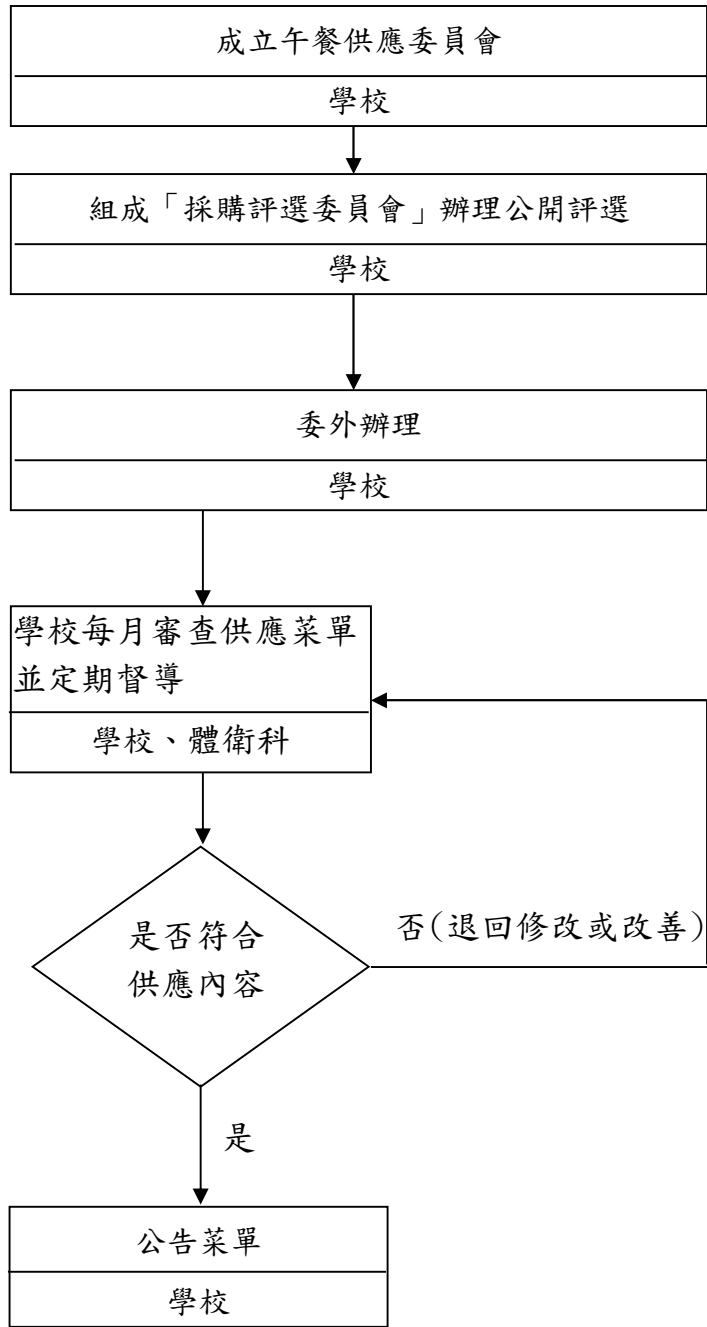 成立午餐供應委員會
學校
組成「採購評選委員會」辦理公開評選
學校
委外辦理
學校
學校每月審查供應菜單
並定期督導
學校、體衛科
是否符合
供應內容
否(退回修改或改善)
是
公告菜單
學校